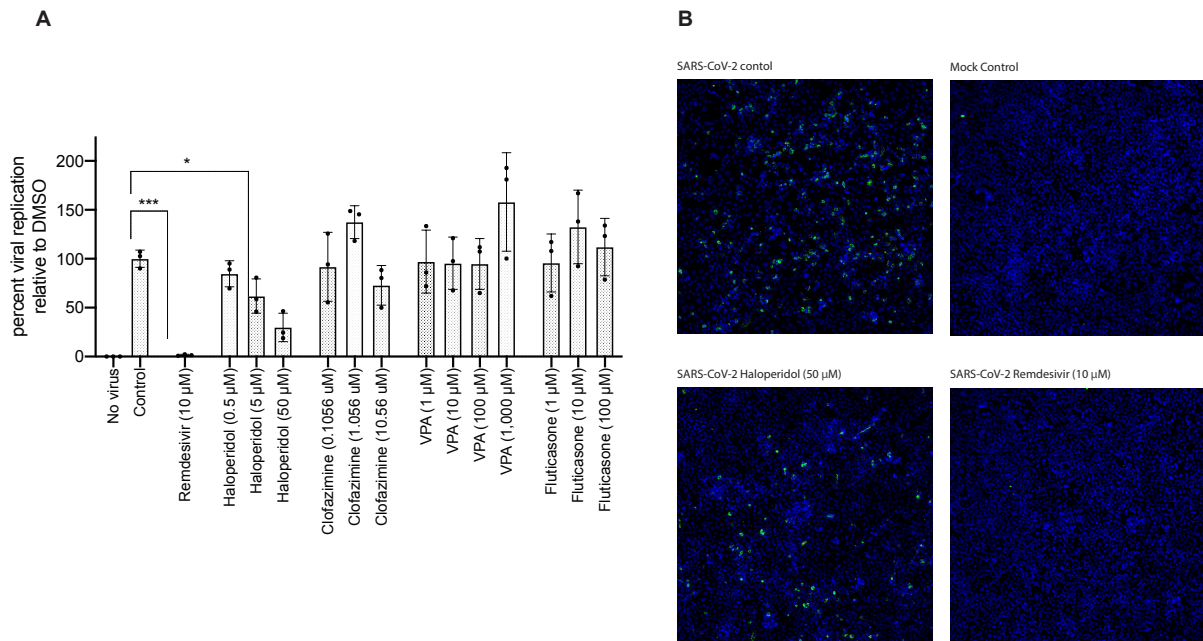 A
B
SARS-CoV-2 contol
Mock Control
percent viral replication
relative to DMSO
200
150
100
50
0
*
***
No virus
Control
Remdesivir (10 µM)
Haloperidol (0.5 µM)
Haloperidol (5 µM)
Haloperidol (50 µM)
Clofazimine (0.1056 uM)
Clofazimine (1.056 uM)
Clofazimine (10.56 uM)
VPA (1 µM)
VPA (10 µM)
VPA (100 µM)
VPA (1,000 µM)
Fluticasone (1 µM)
Fluticasone (10 µM)
Fluticasone (100 µM)
SARS-CoV-2 Haloperidol (50 µM)
SARS-CoV-2 Remdesivir (10 µM)